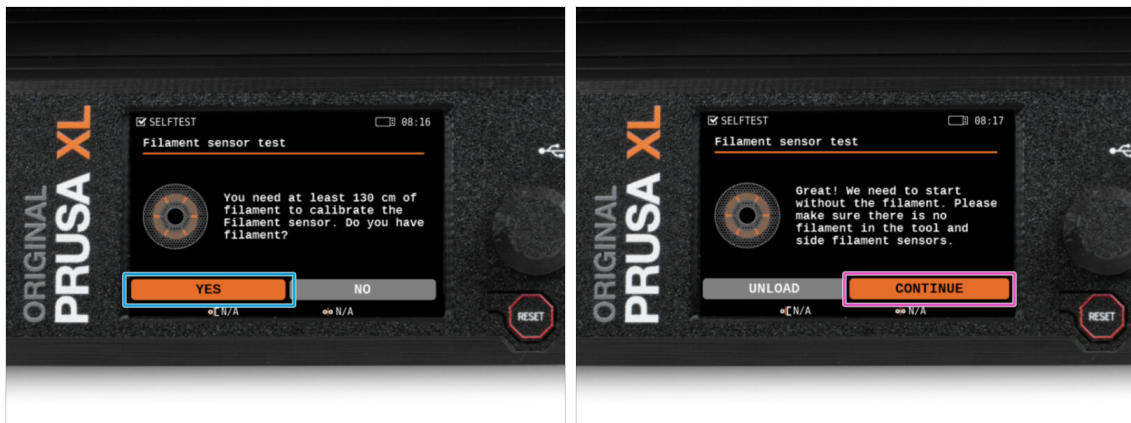 ORIGINAL
PRUSA XL
SELFTEST
08:16
Filament sensor test
You need at least 130 cm of
filament to calibrate the
Filament sensor. Do you have
filament?
YES
NO
N/A
N/A
RESET
ORIGINAL
PRUSA XL
SELFTEST
08:17
Filament sensor test
Great! We need to start
without the filament. Please
make sure there is no
filament in the tool and
side filament sensors.
UNLOAD
CONTINUE
N/A
N/A
RESET